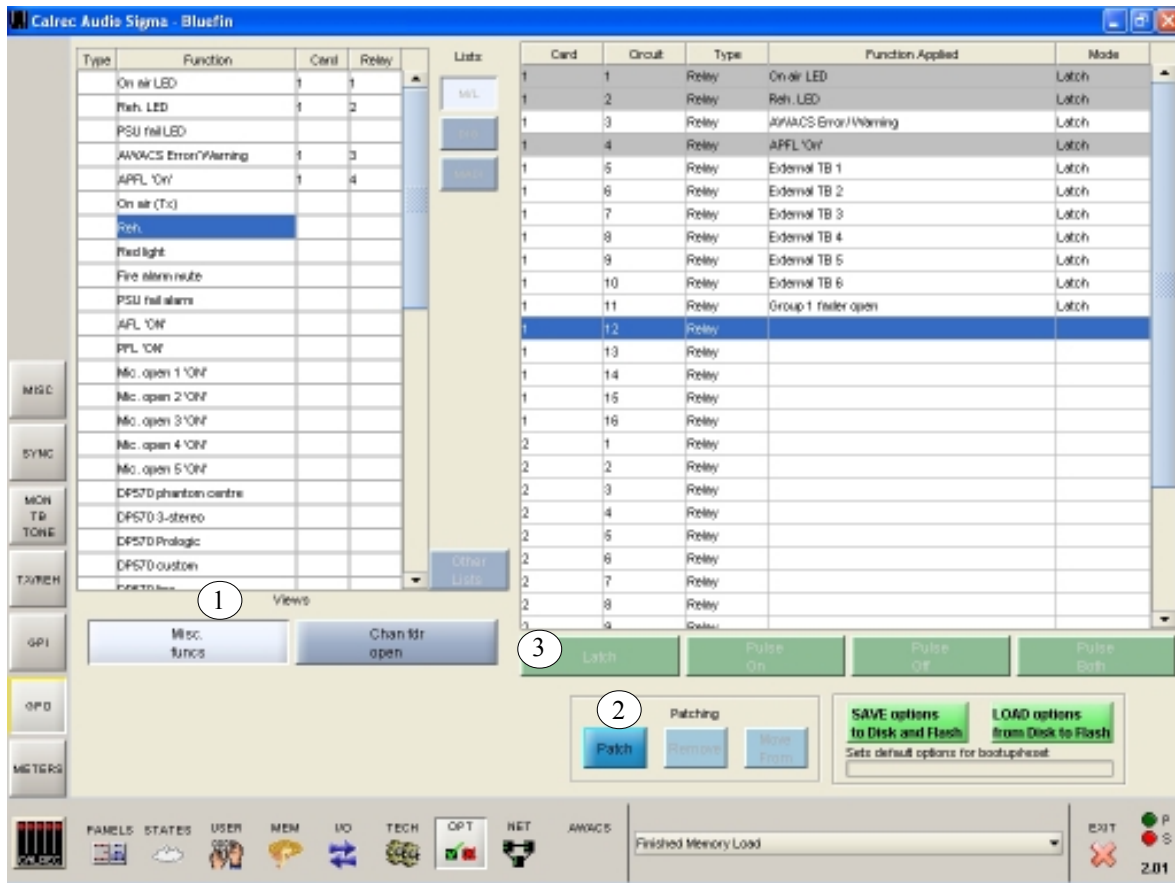 Calrec Audio Sigma - Bluefin
Type Function Card Relay
On air LED 1 1
Reh. LED 1 2
PSU fail LED
AWACS Error/Warning 1 3
APFL 'On' 1 4
On air (Tx)
Reh.
Red light
Fire alarm mute
PSU fail alarm
AFL 'ON'
PFL 'ON'
Mic. open 1 'ON'
Mic. open 2 'ON'
Mic. open 3 'ON'
Mic. open 4 'ON'
Mic. open 5 'ON'
DP570 phantom centre
DP570 3-stereo
DP570 Prologic
DP570 custom
Lists:
M/L
Other
Lists
1
Views
Misc.
funcs
Chan fdr
open
Card Circuit Type Function Applied Mode
1 1 Relay On air LED Latch
1 2 Relay Reh. LED Latch
1 3 Relay AWACS Error/Warning Latch
1 4 Relay APFL 'On' Latch
1 5 Relay External TB 1 Latch
1 6 Relay External TB 2 Latch
1 7 Relay External TB 3 Latch
1 8 Relay External TB 4 Latch
1 9 Relay External TB 5 Latch
1 10 Relay External TB 6 Latch
1 11 Relay Group 1 fader open Latch
1 12 Relay
1 13 Relay
1 14 Relay
1 15 Relay
1 16 Relay
2 1 Relay
2 2 Relay
2 3 Relay
2 4 Relay
2 5 Relay
2 6 Relay
2 7 Relay
2 8 Relay
2 9 Relay
3
Latch
Pulse
On
Pulse
Off
Pulse
Both
2
Patching
Patch
Remove
Move
From
SAVE options
to Disk and Flash
LOAD options
from Disk to Flash
Sets default options for bootup/reset
MISC
SYNC
MON
TB
TONE
TX/REH
GPI
GPO
METERS
CALREC
PANELS STATES USER MEM I/O TECH OPT NET AWACS
Finished Memory Load
EXIT
P
S
2.01